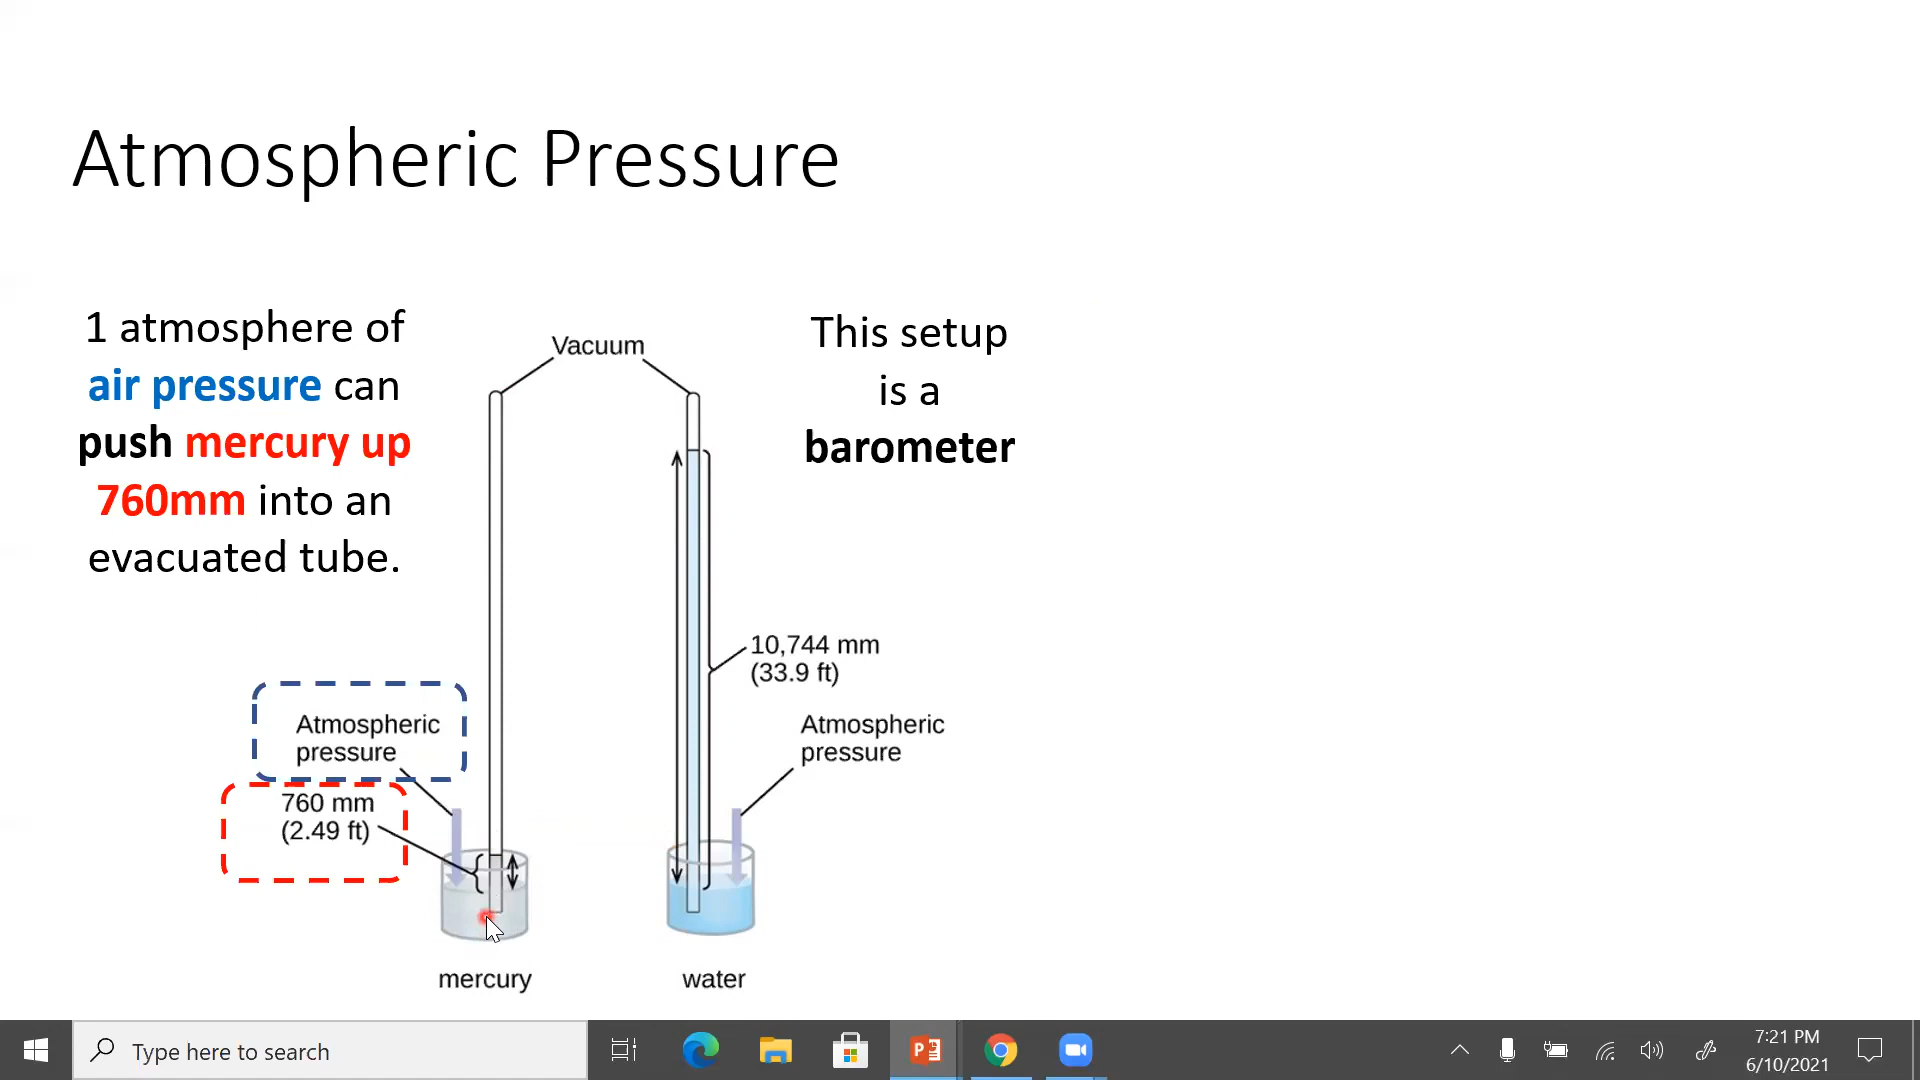 Atmospheric Pressure
1 atmosphere of
air pressure can
push mercury up
760mm into an
evacuated tube.
Vacuum
This setup
is a
barometer
10,744 mm
(33.9 ft)
Atmospheric
pressure
Atmospheric
pressure
760 mm
(2.49 ft)
mercury
water
Type here to search
7:21 PM
6/10/2021